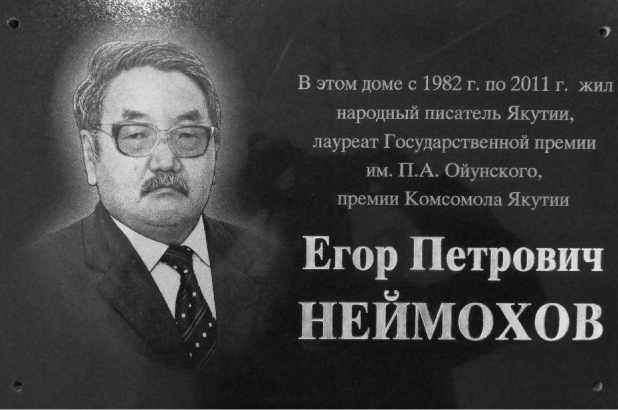 В этом доме с 1982 г. по 2011 г. жил
народный писатель Якутии,
лауреат Государственной премии
им. П.А. Ойунского,
премии Комсомола Якутии
Егор Петрович
НЕЙМОХОВ